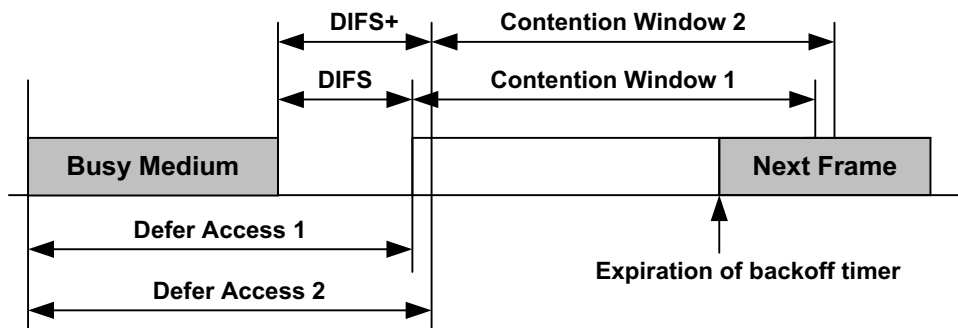 DIFS+
Contention Window 2
DIFS
Contention Window 1
Busy Medium
Next Frame
Defer Access 1
Expiration of backoff timer
Defer Access 2